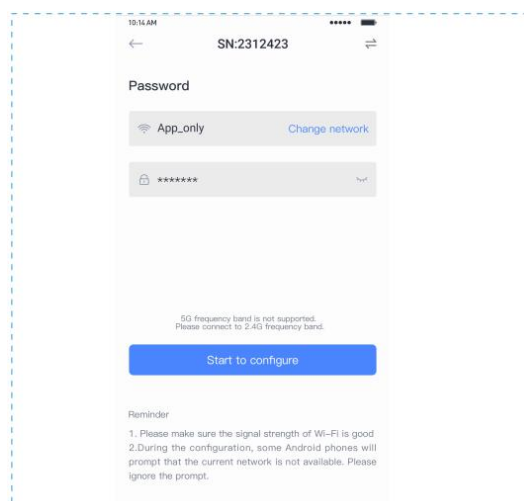 10:14 AM
SN:2312423
Password
App_only
Change network
*******
5G frequency band is not supported.
Please connect to 2.4G frequency band.
Start to configure
Reminder
1. Please make sure the signal strength of Wi-Fi is good
2.During the configuration, some Android phones will
prompt that the current network is not available. Please
ignore the prompt.